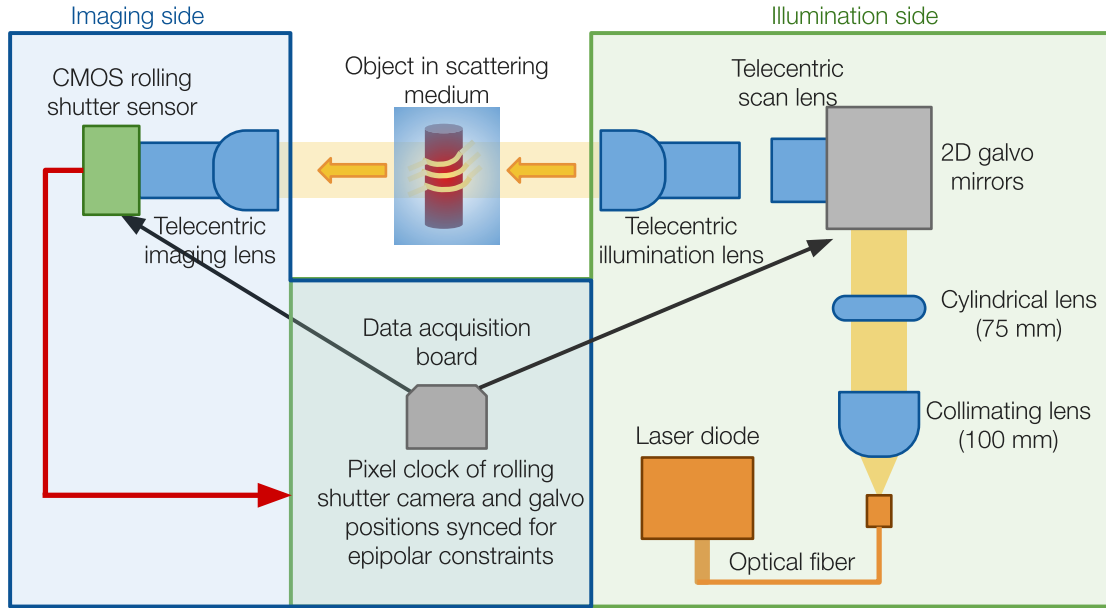 Imaging side
Illumination side
CMOS rolling
shutter sensor
Object in scattering
medium
Telecentric
scan lens
2D galvo
mirrors
Telecentric
imaging lens
Telecentric
illumination lens
Cylindrical lens
(75 mm)
Data acquisition
board
Collimating lens
(100 mm)
Laser diode
Pixel clock of rolling
shutter camera and galvo
positions synced for
epipolar constraints
Optical fiber